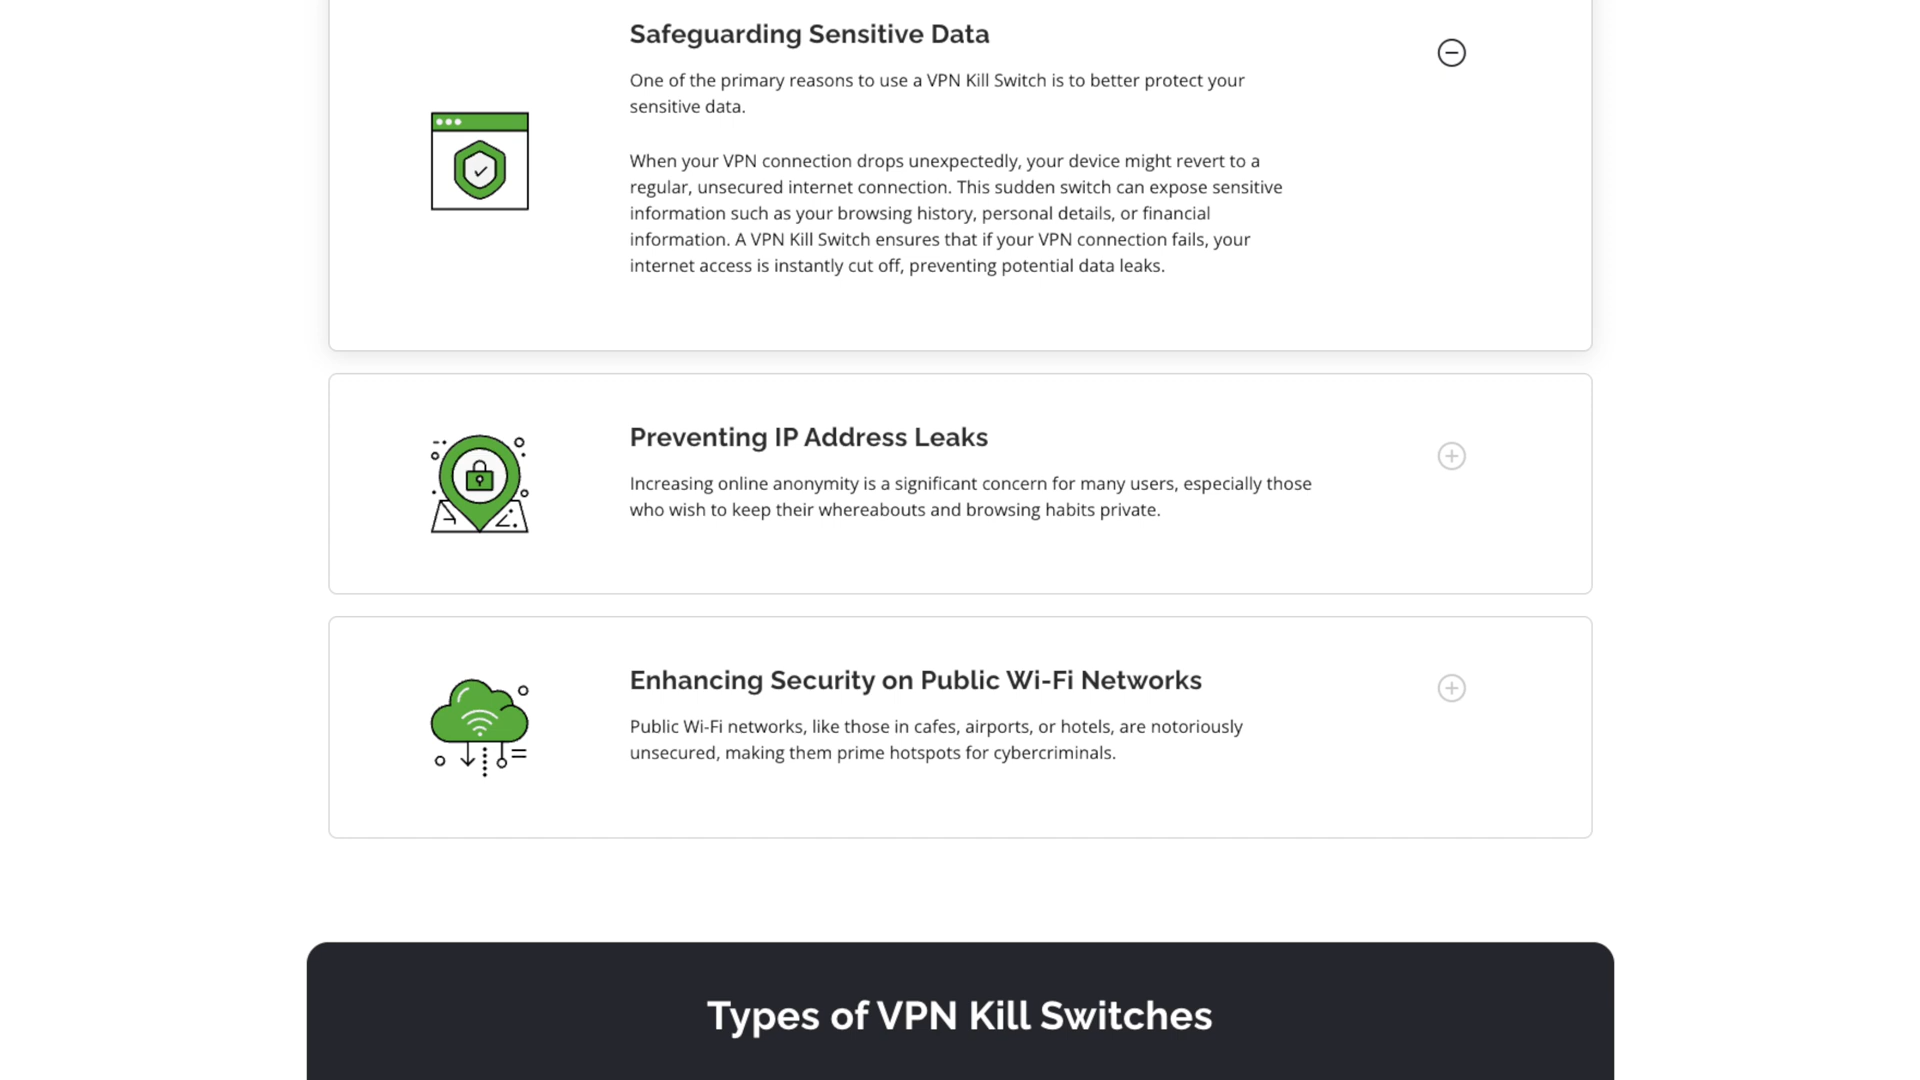 Safeguarding Sensitive Data
One of the primary reasons to use a VPN Kill Switch is to better protect your
sensitive data.
When your VPN connection drops unexpectedly, your device might revert to a
regular, unsecured internet connection. This sudden switch can expose sensitive
information such as your browsing history, personal details, or financial
information. A VPN Kill Switch ensures that if your VPN connection fails, your
internet access is instantly cut off, preventing potential data leaks.
Preventing IP Address Leaks
Increasing online anonymity is a significant concern for many users, especially those
who wish to keep their whereabouts and browsing habits private.
Enhancing Security on Public Wi-Fi Networks
Public Wi-Fi networks, like those in cafes, airports, or hotels, are notoriously
unsecured, making them prime hotspots for cybercriminals.
Types of VPN Kill Switches